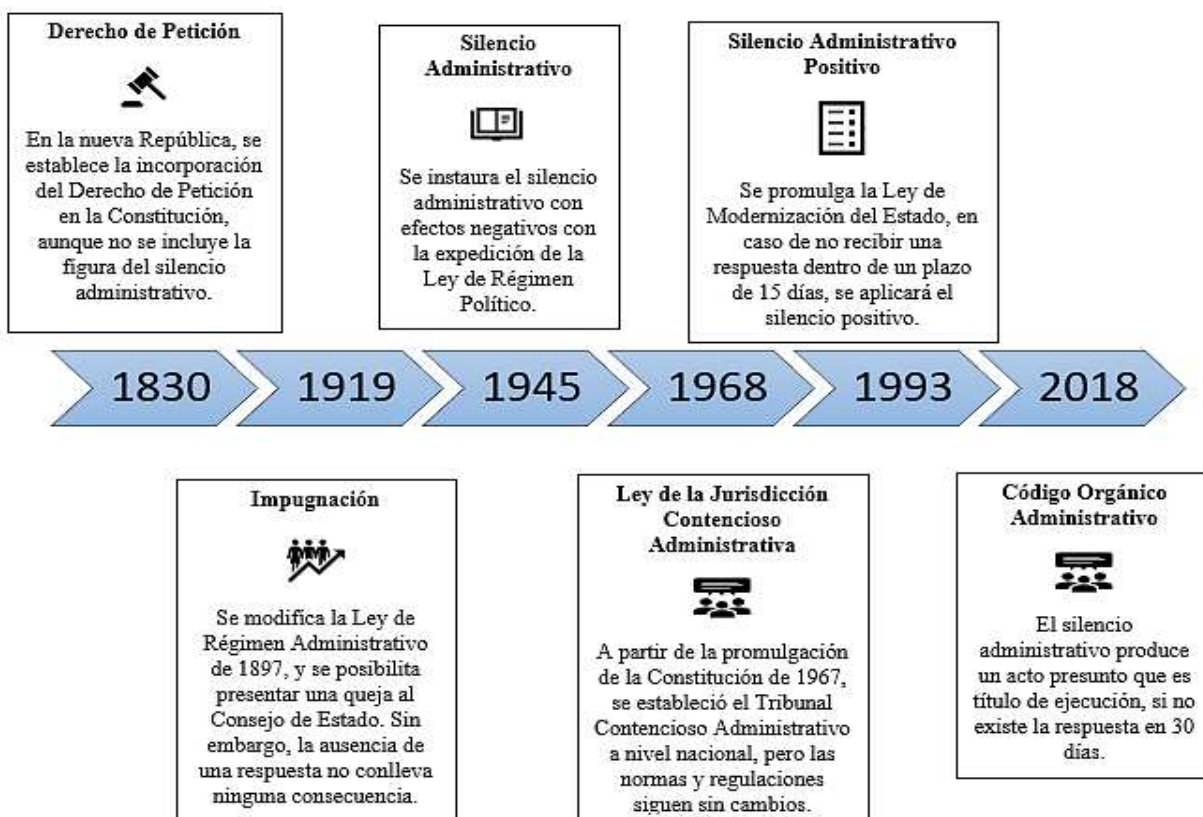 Derecho de Petición
En la nueva República, se
establece la incorporación
del Derecho de Petición
en la Constitución,
aunque no se incluye la
figura del silencio
administrativo.
Silencio
Administrativo
Se instaura el silencio
administrativo con
efectos negativos con
la expedición de la
Ley de Régimen
Político.
Silencio Administrativo
Positivo
Se promulga la Ley de
Modernización del Estado, en
caso de no recibir una
respuesta dentro de un plazo
de 15 días, se aplicará el
silencio positivo.
1830
1919
1945
1968
1993
2018
Impugnación
Se modifica la Ley de
Régimen Administrativo
de 1897, y se posibilita
presentar una queja al
Consejo de Estado. Sin
embargo, la ausencia de
una respuesta no conlleva
ninguna consecuencia.
Ley de la Jurisdicción
Contencioso
Administrativa
A partir de la promulgación
de la Constitución de 1967,
se estableció el Tribunal
Contencioso Administrativo
a nivel nacional, pero las
normas y regulaciones
siguen sin cambios.
Código Orgánico
Administrativo
El silencio
administrativo produce
un acto presunto que es
título de ejecución, si no
existe la respuesta en 30
días.